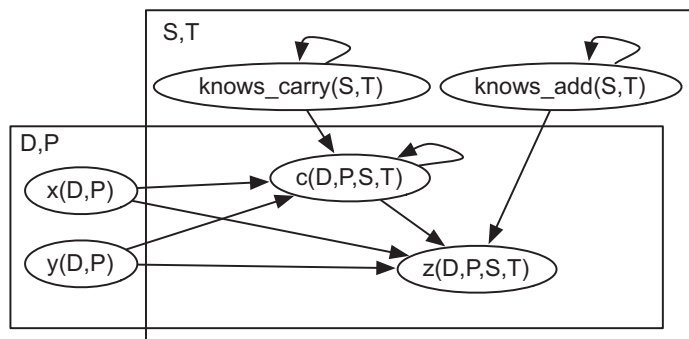 S,T
knows_carry(S,T)
knows_add(S,T)
D,P
x(D,P)
c(D,P,S,T)
y(D,P)
z(D,P,S,T)